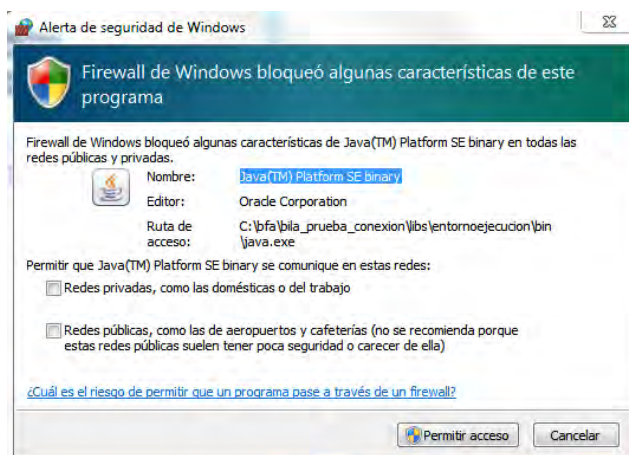 Alerta de seguridad de Windows
Firewall de Windows bloqueó algunas características de este
programa
Firewall de Windows bloqueó algunas características de Java(TM) Platform SE binary en todas las
redes públicas y privadas.
Nombre: Java(TM) Platform SE binary
Editor: Oracle Corporation
Ruta de acceso: C:\bfa\bila_prueba_conexion\libs\entornoejecucion\bin
\java.exe
Permitir que Java(TM) Platform SE binary se comunique en estas redes:
Redes privadas, como las domésticas o del trabajo
Redes públicas, como las de aeropuertos y cafeterías (no se recomienda porque
estas redes públicas suelen tener poca seguridad o carecer de ella)
¿Cuál es el riesgo de permitir que un programa pase a través de un firewall?
Permitir acceso
Cancelar